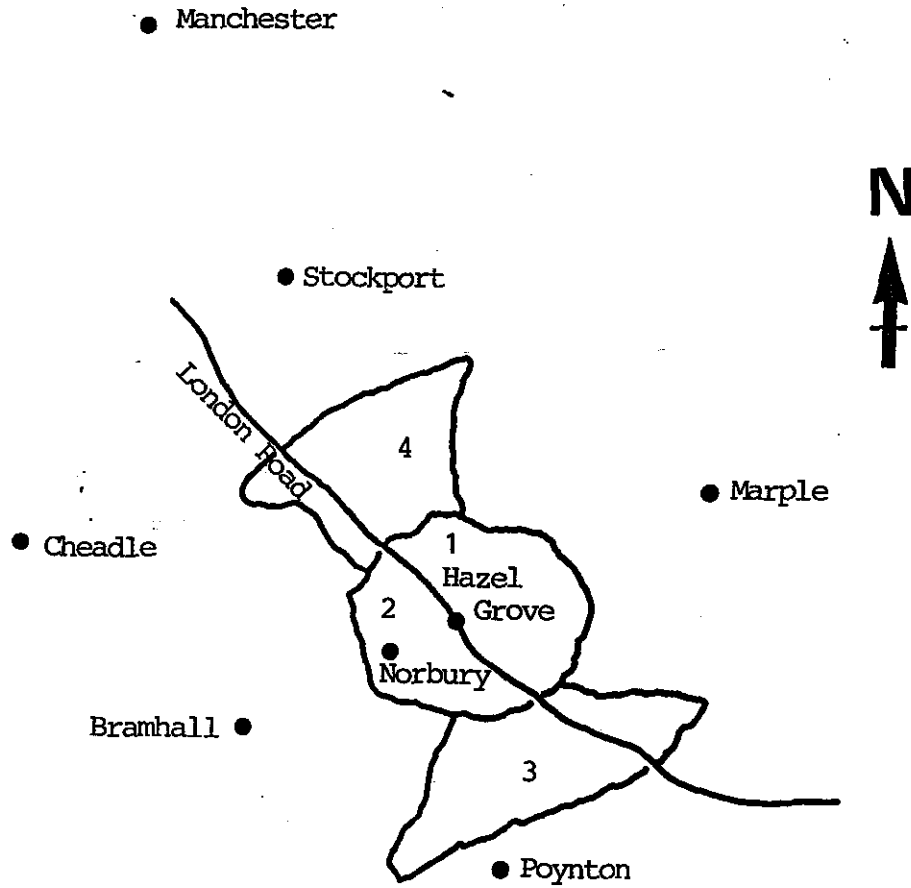 Manchester
N
Stockport
London Road
4
Marple
Cheadle
1
Hazel
Grove
2
Norbury
Bramhall
3
Poynton